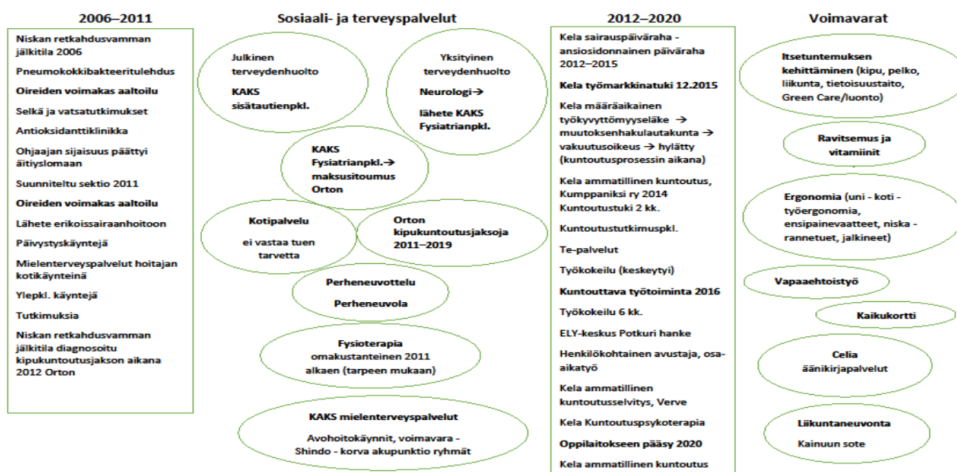 2006–2011
Niskan retkahdusvamman
jälkitila 2006
Pneumokokkibakteeritulehdus
Oireiden voimakas aaltoilu
Selkä ja vatsatutkimukset
Antioksidanttiklinikka
Ohjaajan sijaisuus päättyi
äitiyslomaan
Suunniteltu sektio 2011
Oireiden voimakas aaltoilu
Lähete erikoissairaanhoitoon
Päivystyskäyntejä
Mielenterveyspalvelut hoitajan
kotikäynteinä
Ylepkl. käyntejä
Tutkimuksia
Niskan retkahdusvamman
jälkitila diagnosoitu
kipukuntoutusjakson aikana
2012 Orton
Sosiaali- ja terveyspalvelut
Julkinen
terveydenhuolto
KAKS
sisätautienpkl.
Yksityinen
terveydenhuolto
Neurologi→
lähete KAKS
Fysiatrianpkl.
KAKS
Fysiatrianpkl.→
maksusitoumus
Orton
Kotipalvelu
ei vastaa tuen
tarvetta
Orton
kipukuntoutusjaksoja
2011–2019
Perheneuvottelu
Perheneuvola
Fysioterapia
omakustanteinen 2011
alkaen (tarpeen mukaan)
KAKS mielenterveyspalvelut
Avohoitokäynnit, voimavara -
Shindo - korva akupunktio ryhmät
2012–2020
Kela sairauspäiväraha -
ansiosidonnainen päiväraha
2012–2015
Kela työmarkkinatuki 12.2015
Kela määräaikainen
työkyvyttömyyseläke →
muutoksenhakulautakunta →
vakuutusoikeus → hylätty
(kuntoutusprosessin aikana)
Kela ammatillinen kuntoutus,
Kumppaniksi ry 2014
Kuntoutustuki 2 kk.
Kuntoutustutkimuspkl.
Te-palvelut
Työkokeilu (keskeytyi)
Kuntouttava työtoiminta 2016
Työkokeilu 6 kk.
ELY-keskus Potkuri hanke
Henkilökohtainen avustaja, osa-
aikatyö
Kela ammatillinen
kuntoutusselvitys, Verve
Kela Kuntoutuspsykoterapia
Oppilaitokseen pääsy 2020
Kela ammatillinen kuntoutus
Voimavarat
Itsetuntemuksen
kehittäminen (kipu, pelko,
liikunta, tietoisuustaito,
Green Care/luonto)
Ravitsemus ja
vitamiinit
Ergonomia (uni - koti -
työergonomia,
ensipainevaatteet, niska -
rannetuet, jalkineet)
Vapaaehtoistyö
Kaikukortti
Celia
äänikirjapalvelut
Liikuntaneuvonta
Kainuun sote